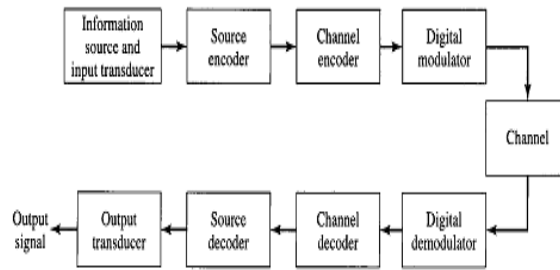 Information
source and
input transducer
Source
encoder
Channel
encoder
Digital
modulator
Channel
Output
signal
Output
transducer
Source
decoder
Channel
decoder
Digital
demodulator